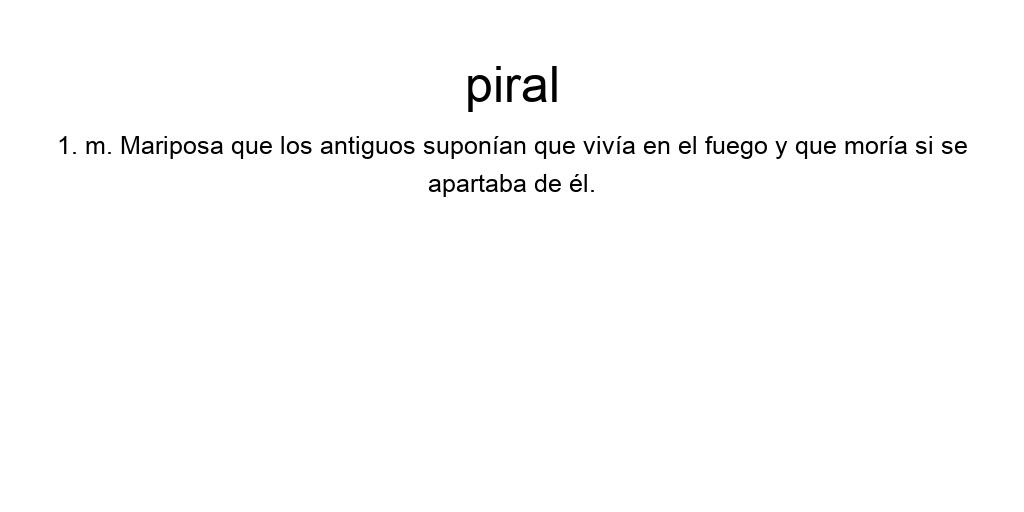 piral
1. m. Mariposa que los antiguos suponían que vivía en el fuego y que moría si se
apartaba de él.